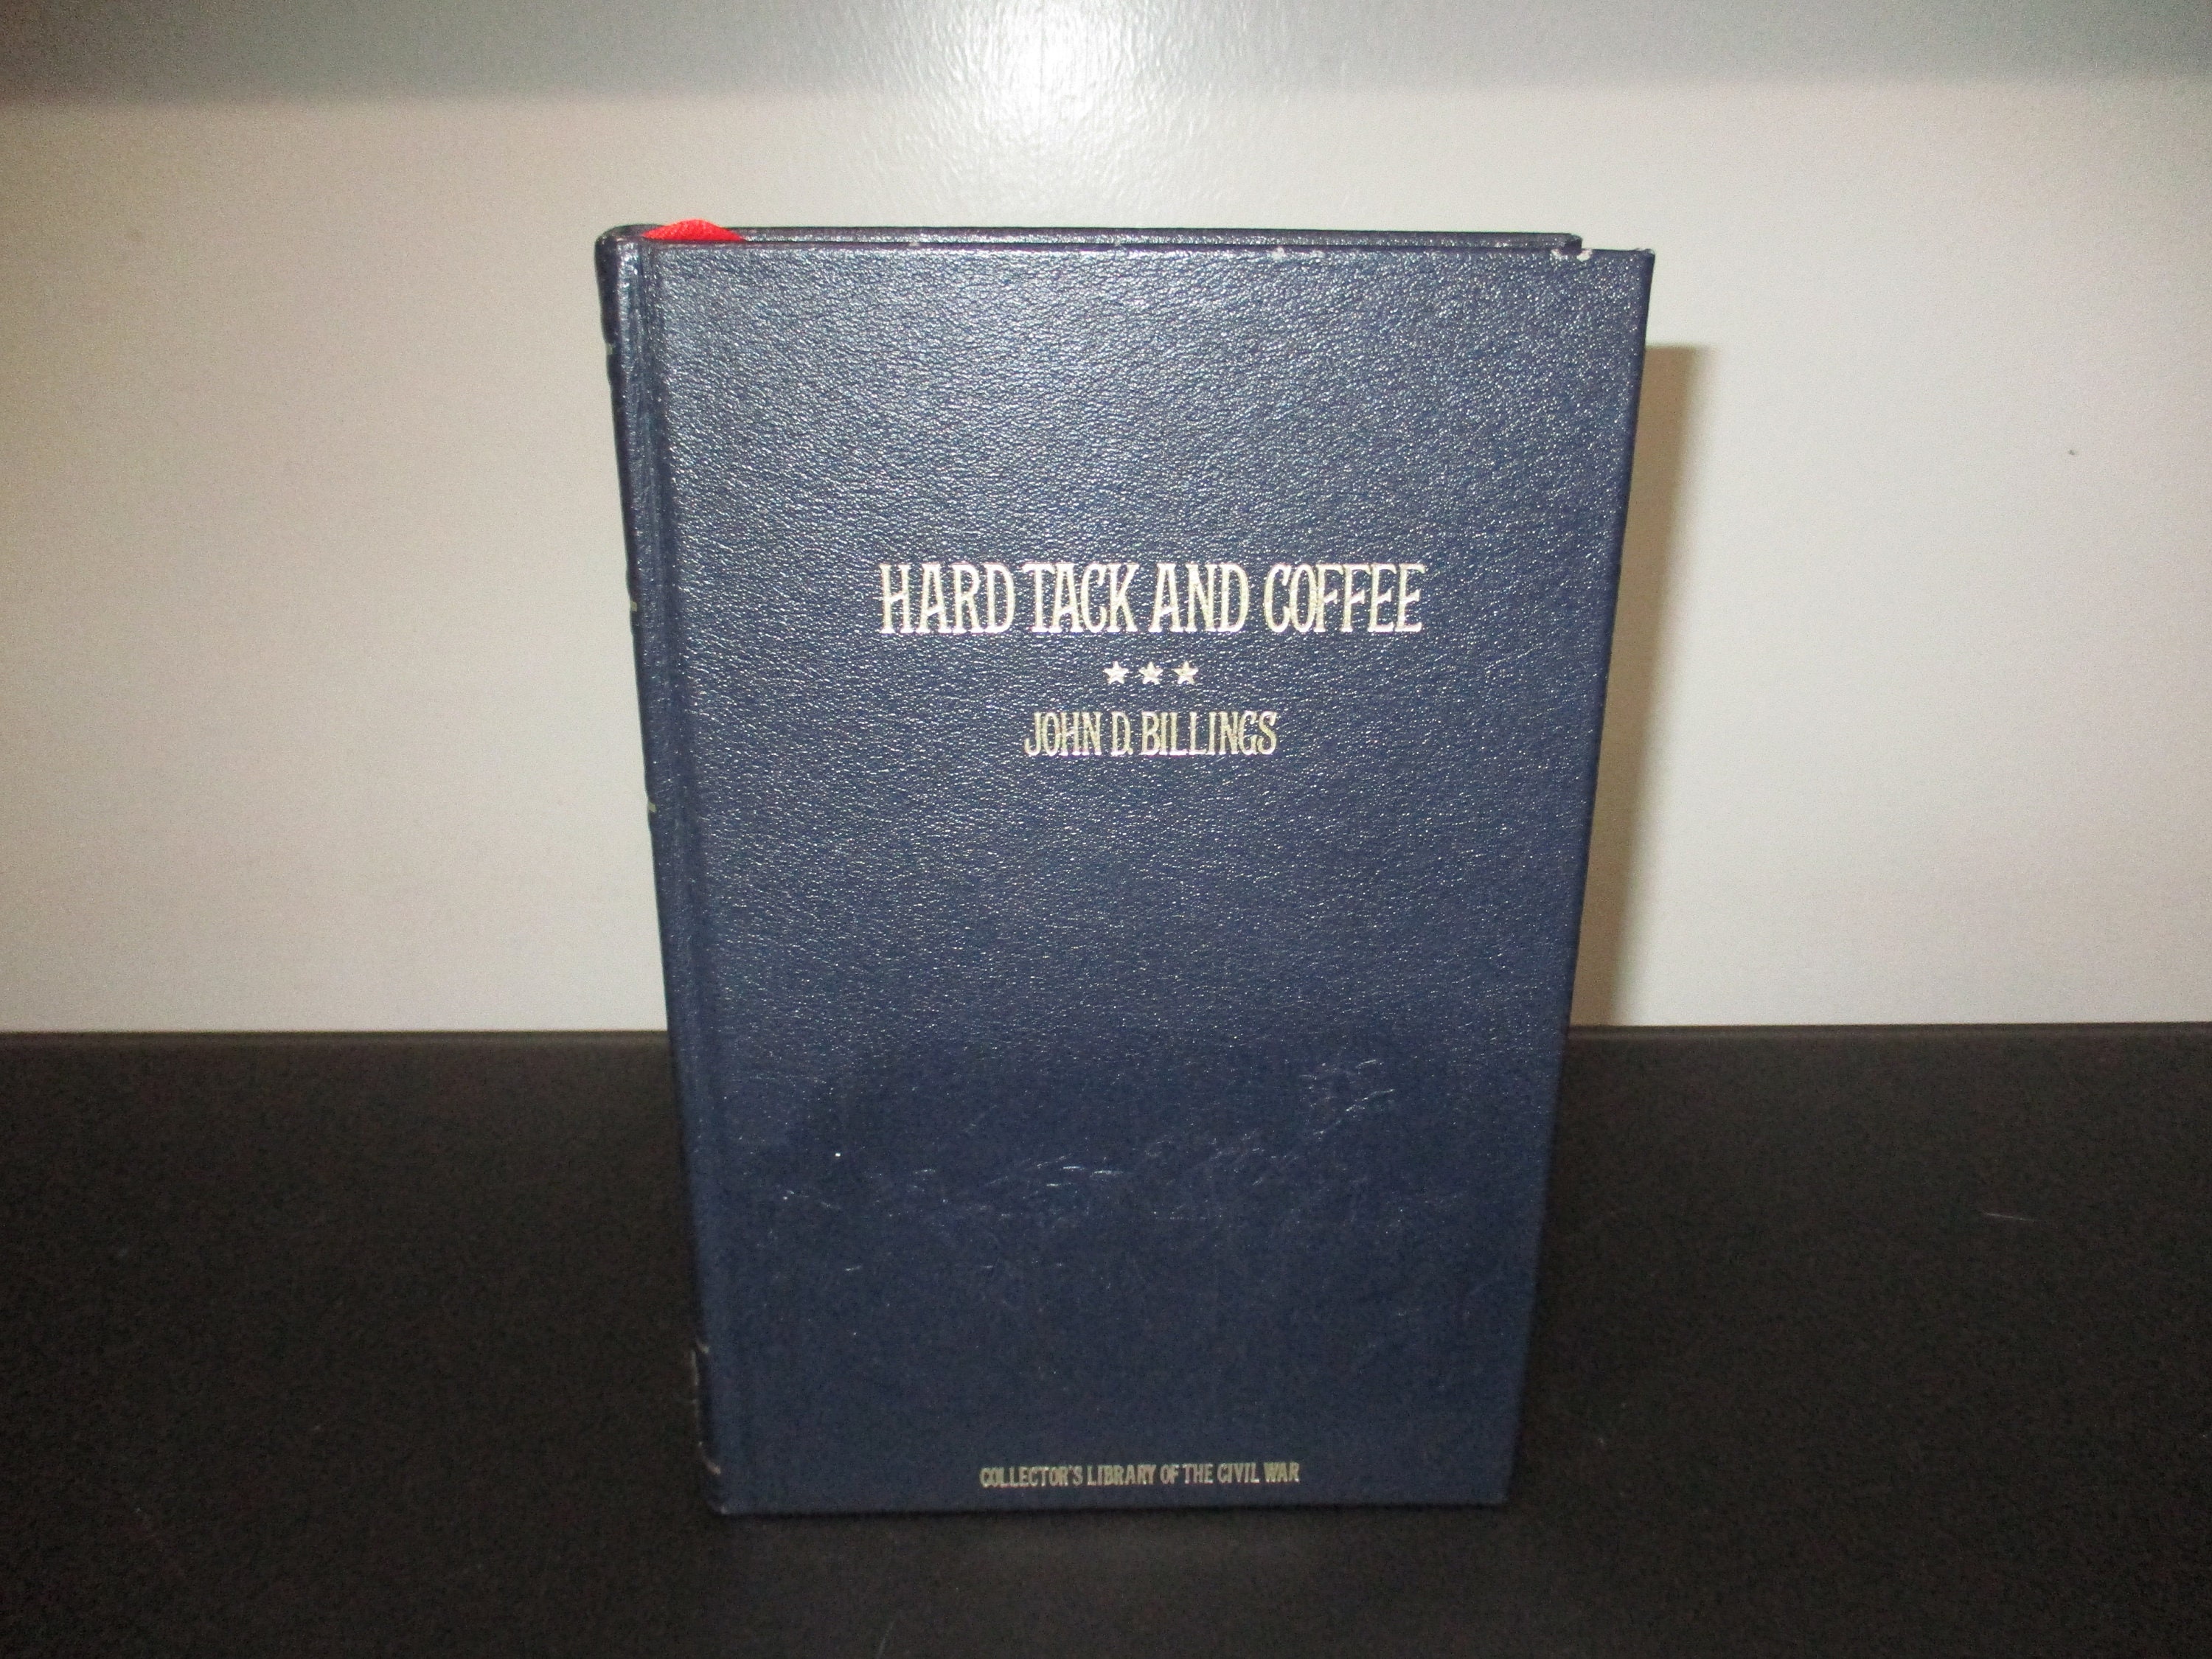 HARD TACK AND COFFEE
★★★
JOHN D. BILLINGS
COLLECTOR'S LIBRARY OF THE CIVIL WAR